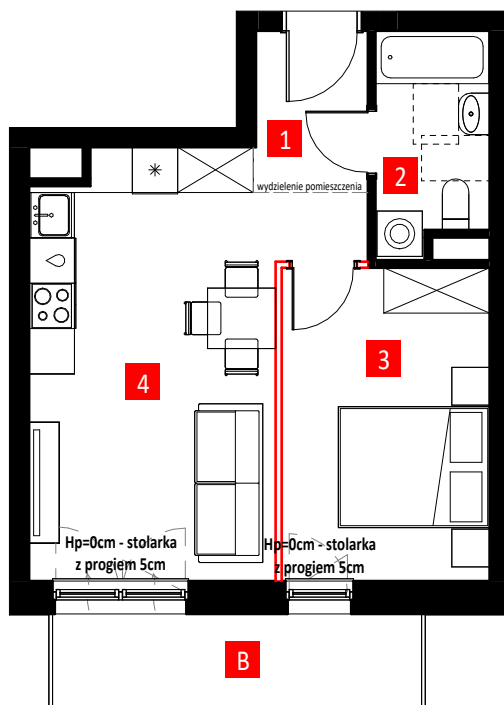 1
2
wydzielenie pomieszczenia
3
4
Hp=0cm - stolarka
z progiem 5cm
Hp=0cm - stolarka
z progiem 5cm
B